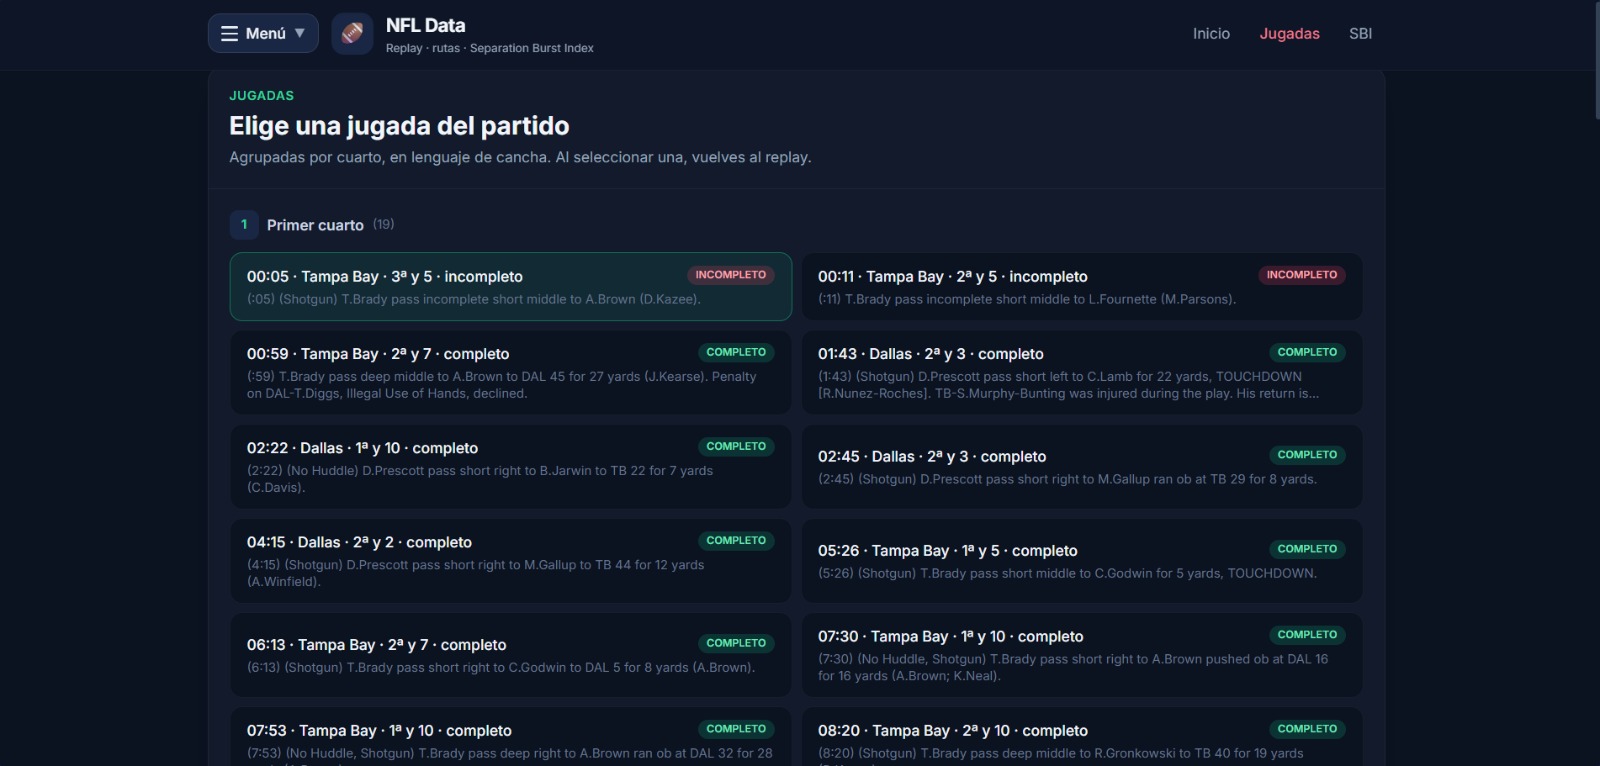 Menú ▼
NFL Data
Replay · rutas · Separation Burst Index
Inicio
Jugadas
SBI
JUGADAS
Elige una jugada del partido
Agrupadas por cuarto, en lenguaje de cancha. Al seleccionar una, vuelves al replay.
1 Primer cuarto (19)
00:05 · Tampa Bay · 3ª y 5 · incompleto
INCOMPLETO
(:05) (Shotgun) T.Brady pass incomplete short middle to A.Brown (D.Kazee).
00:11 · Tampa Bay · 2ª y 5 · incompleto
INCOMPLETO
(:11) T.Brady pass incomplete short middle to L.Fournette (M.Parsons).
00:59 · Tampa Bay · 2ª y 7 · completo
COMPLETO
(:59) T.Brady pass deep middle to A.Brown to DAL 45 for 27 yards (J.Kearse). Penalty
on DAL-T.Diggs, Illegal Use of Hands, declined.
01:43 · Dallas · 2ª y 3 · completo
COMPLETO
(1:43) (Shotgun) D.Prescott pass short left to C.Lamb for 22 yards, TOUCHDOWN
[R.Nunez-Roches]. TB-S.Murphy-Bunting was injured during the play. His return is...
02:22 · Dallas · 1ª y 10 · completo
COMPLETO
(2:22) (No Huddle) D.Prescott pass short right to B.Jarwin to TB 22 for 7 yards
(C.Davis).
02:45 · Dallas · 2ª y 3 · completo
COMPLETO
(2:45) (Shotgun) D.Prescott pass short right to M.Gallup ran ob at TB 29 for 8 yards.
04:15 · Dallas · 2ª y 2 · completo
COMPLETO
(4:15) (Shotgun) D.Prescott pass short right to M.Gallup to TB 44 for 12 yards
(A.Winfield).
05:26 · Tampa Bay · 1ª y 5 · completo
COMPLETO
(5:26) (Shotgun) T.Brady pass short middle to C.Godwin for 5 yards, TOUCHDOWN.
06:13 · Tampa Bay · 2ª y 7 · completo
COMPLETO
(6:13) (Shotgun) T.Brady pass short right to C.Godwin to DAL 5 for 8 yards (A.Brown).
07:30 · Tampa Bay · 1ª y 10 · completo
COMPLETO
(7:30) (No Huddle, Shotgun) T.Brady pass short right to A.Brown pushed ob at DAL 16
for 16 yards (A.Brown; K.Neal).
07:53 · Tampa Bay · 1ª y 10 · completo
COMPLETO
(7:53) (No Huddle, Shotgun) T.Brady pass deep right to A.Brown ran ob at DAL 32 for 28
08:20 · Tampa Bay · 2ª y 10 · completo
COMPLETO
(8:20) (Shotgun) T.Brady pass deep middle to R.Gronkowski to TB 40 for 19 yards